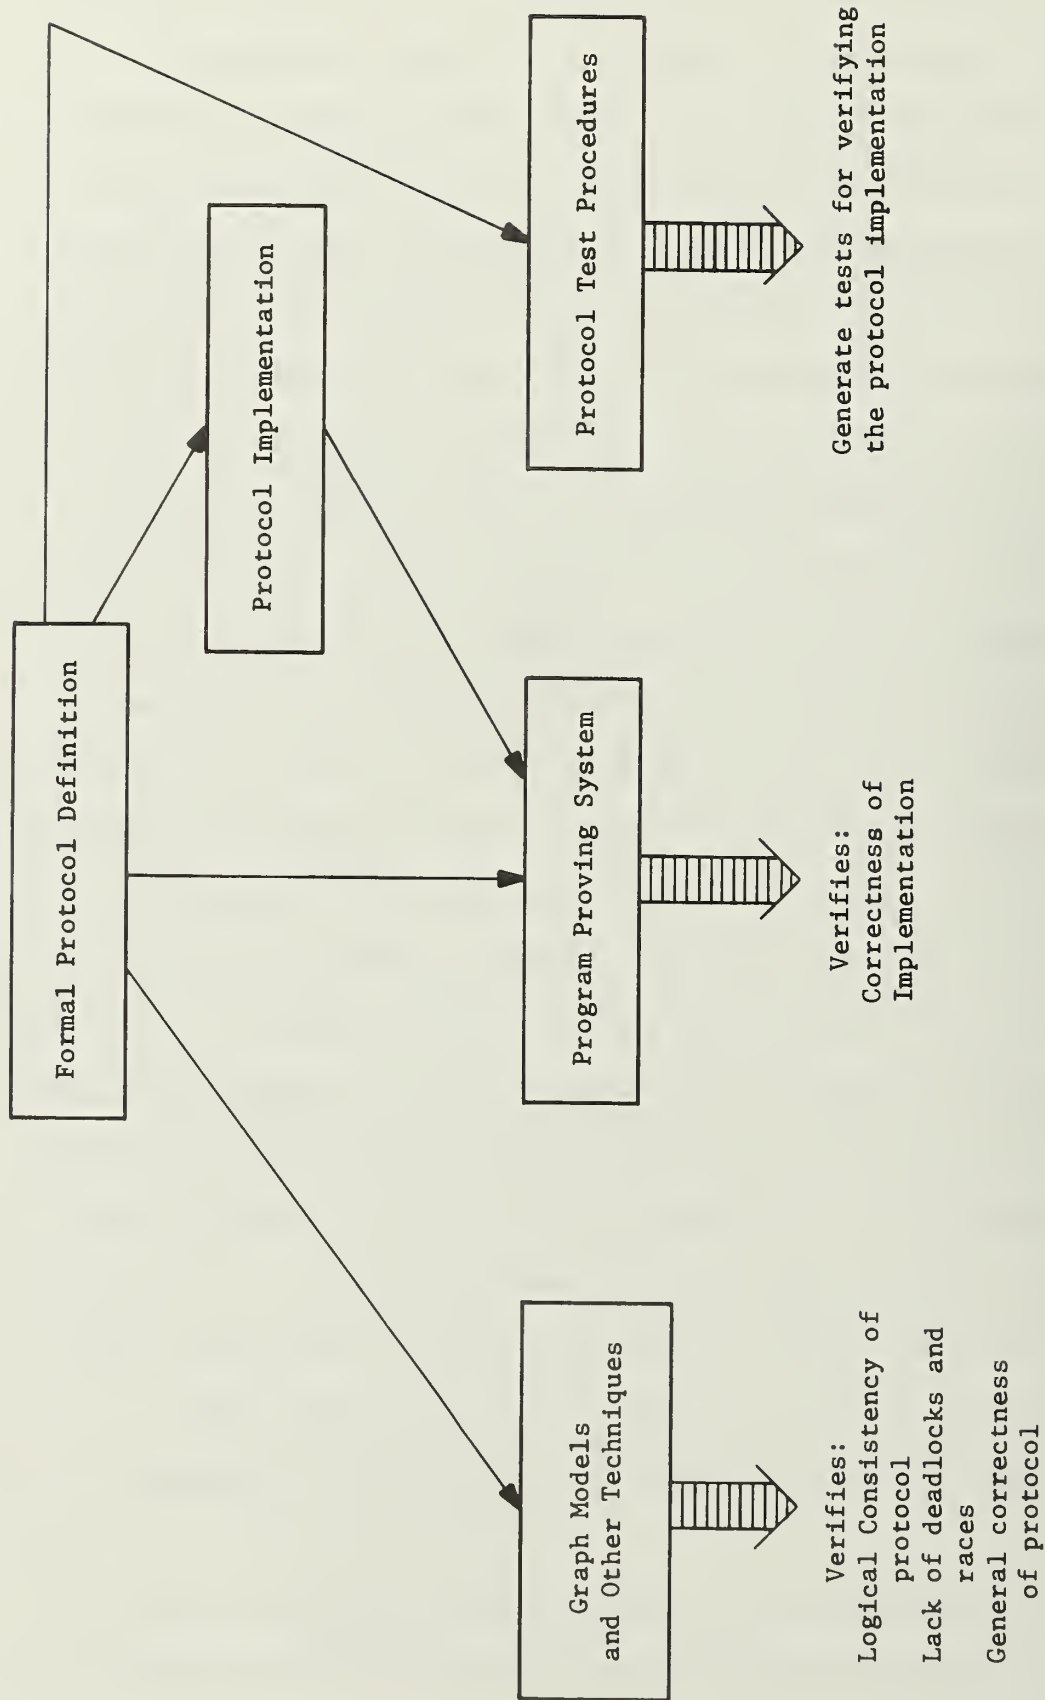 Formal Protocol Definition
Protocol Implementation
Graph Models
and Other Techniques
Program Proving System
Protocol Test Procedures
Verifies:
Logical Consistency of
protocol
Lack of deadlocks and
races
General correctness
of protocol
Verifies:
Correctness of
Implementation
Generate tests for verifying
the protocol implementation